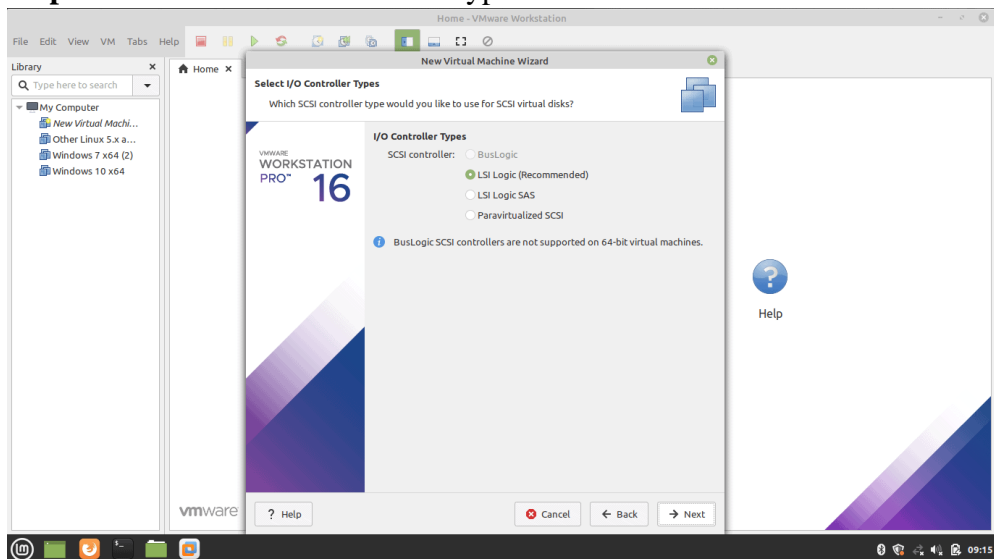 Home - VMware Workstation
File Edit View VM Tabs Help
Library
Home
Type here to search
My Computer
New Virtual Machi...
Other Linux 5.x a...
Windows 7 x64 (2)
Windows 10 x64
New Virtual Machine Wizard
Select I/O Controller Types
Which SCSI controller type would you like to use for SCSI virtual disks?
VMWARE
WORKSTATION
PRO™ 16
I/O Controller Types
SCSI controller: BusLogic
LSI Logic (Recommended)
LSI Logic SAS
Paravirtualized SCSI
BusLogic SCSI controllers are not supported on 64-bit virtual machines.
Help
vmware
? Help Cancel Back Next
09:15